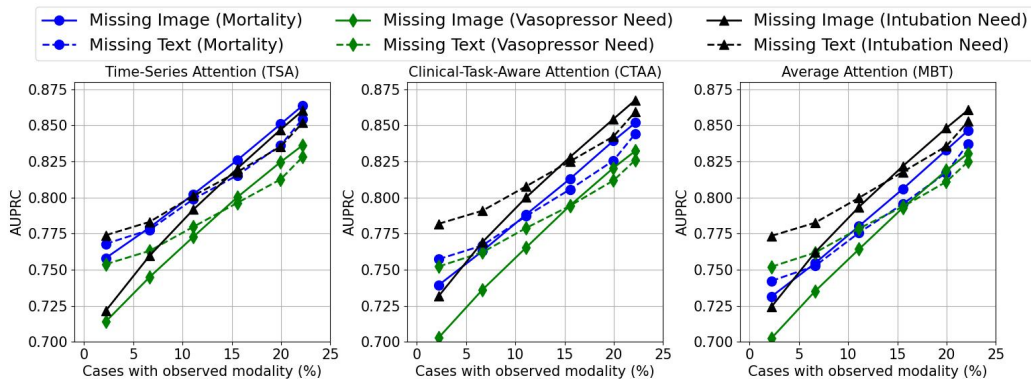 Missing Image (Mortality) Missing Image (Vasopressor Need) Missing Image (Intubation Need)
Missing Text (Mortality) Missing Text (Vasopressor Need) Missing Text (Intubation Need)
Time-Series Attention (TSA)
0.875
0.850
0.825
0.800
0.775
0.750
0.725
0.700
AUPRC
0 5 10 15 20 25
Cases with observed modality (%)
Clinical-Task-Aware Attention (CTAA)
0.875
0.850
0.825
0.800
0.775
0.750
0.725
0.700
AUPRC
0 5 10 15 20 25
Cases with observed modality (%)
Average Attention (MBT)
0.875
0.850
0.825
0.800
0.775
0.750
0.725
0.700
AUPRC
0 5 10 15 20 25
Cases with observed modality (%)